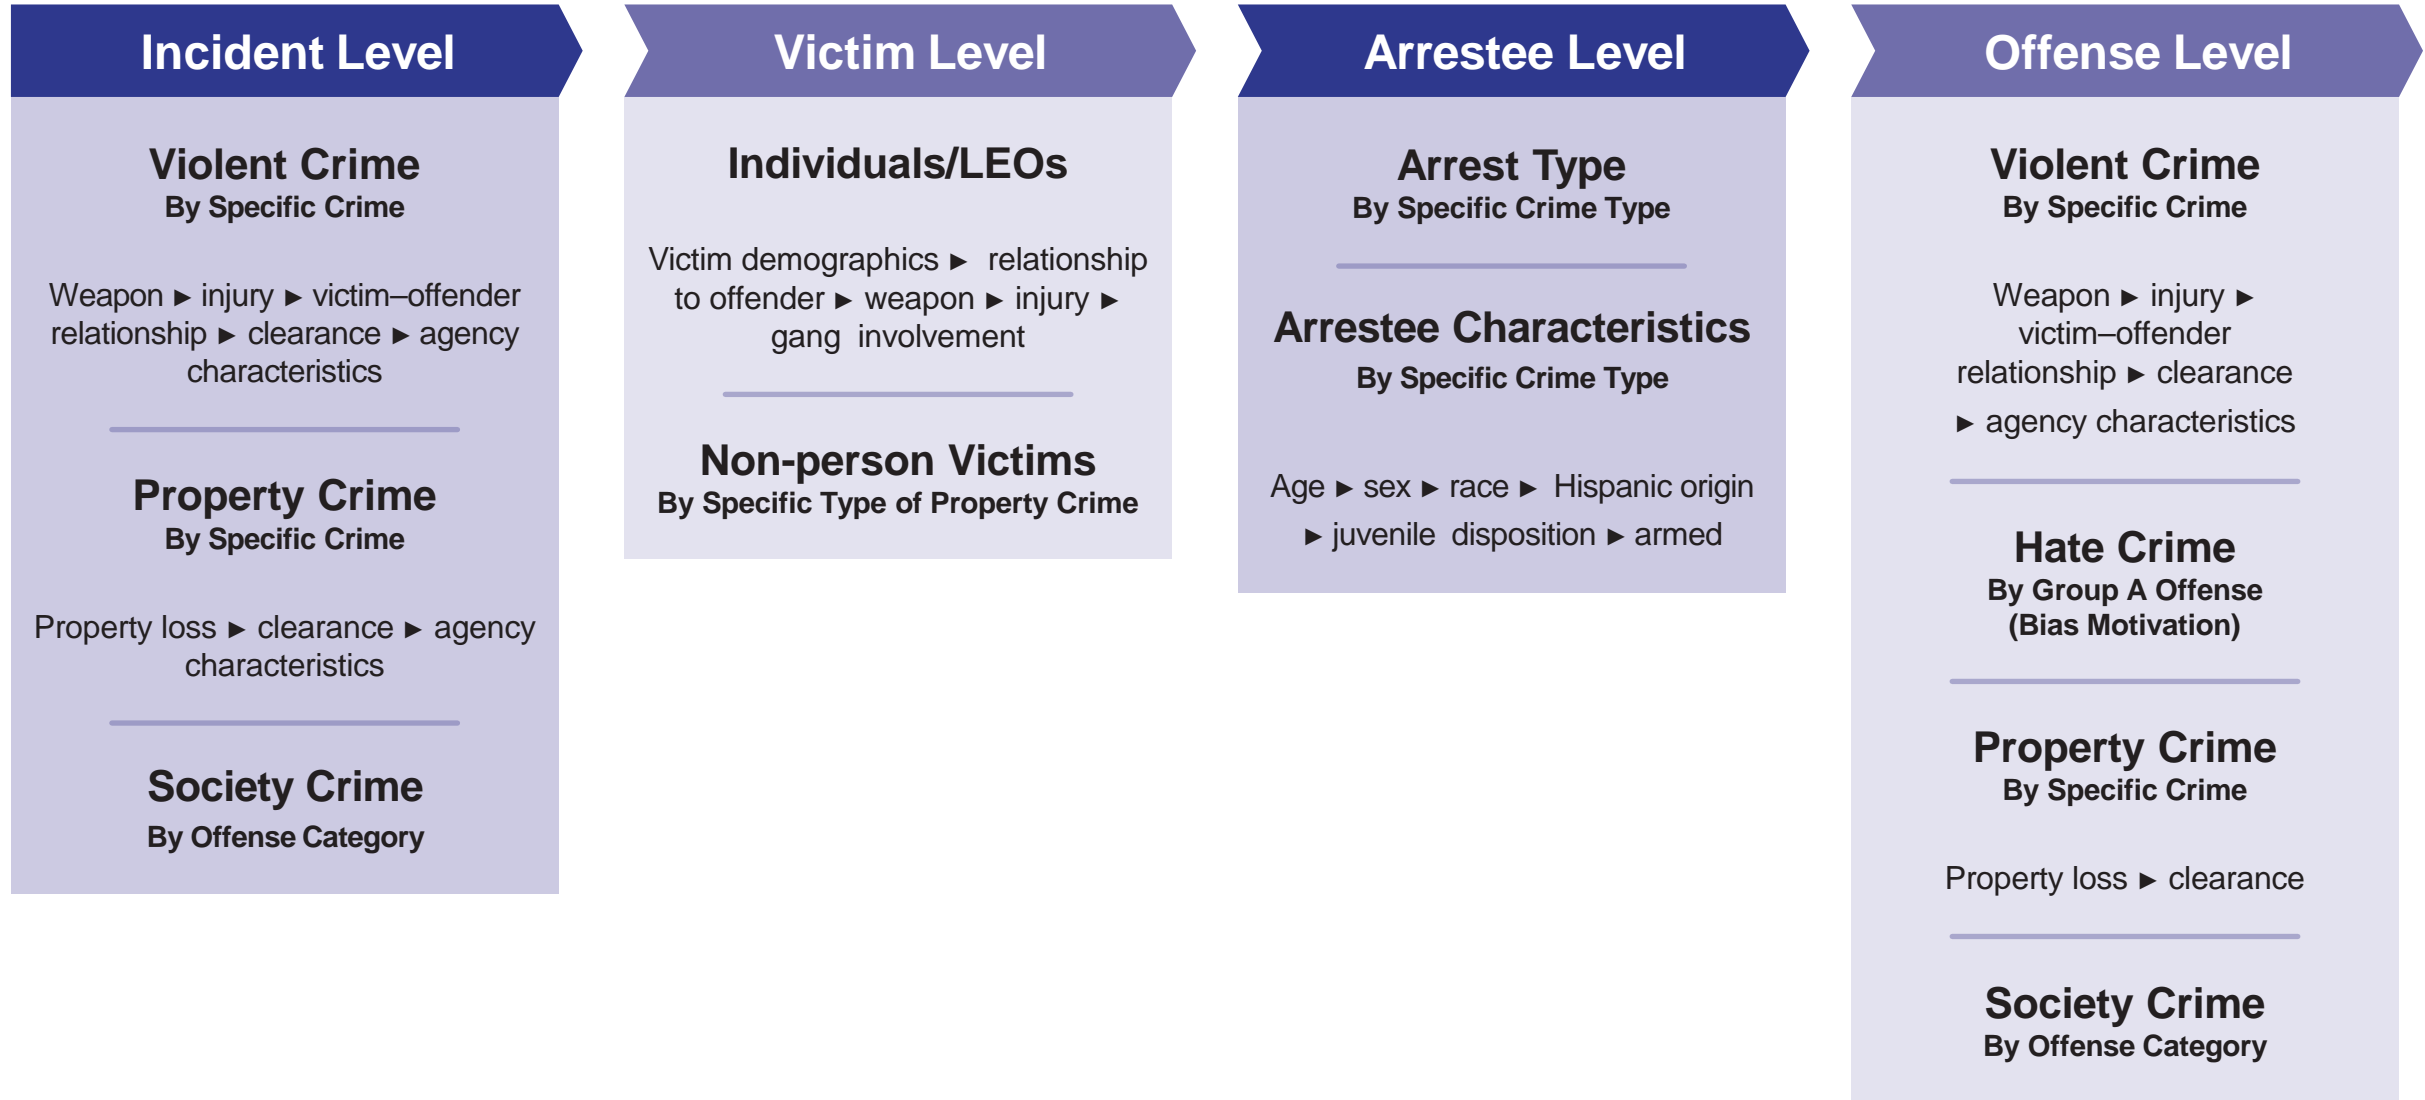 Incident Level
Violent Crime
By Specific Crime
Weapon ► injury ► victim–offender
relationship ► clearance ► agency
characteristics
Property Crime
By Specific Crime
Property loss ► clearance ► agency
characteristics
Society Crime
By Offense Category
Victim Level
Individuals/LEOs
Victim demographics ► relationship
to offender ► weapon ► injury ►
gang involvement
Non-person Victims
By Specific Type of Property Crime
Arrestee Level
Arrest Type
By Specific Crime Type
Arrestee Characteristics
By Specific Crime Type
Age ► sex ► race ► Hispanic origin
► juvenile disposition ► armed
Offense Level
Violent Crime
By Specific Crime
Weapon ► injury ►
victim–offender
relationship ► clearance
► agency characteristics
Hate Crime
By Group A Offense
(Bias Motivation)
Property Crime
By Specific Crime
Property loss ► clearance
Society Crime
By Offense Category